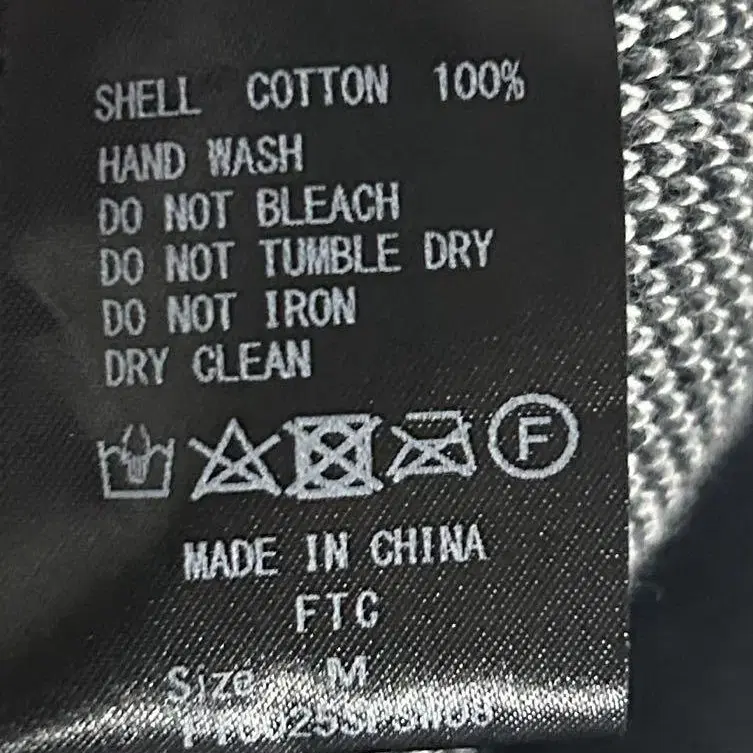 SHELL COTTON 100%
HAND WASH
DO NOT BLEACH
DO NOT TUMBLE DRY
DO NOT IRON
DRY CLEAN
F
MADE IN CHINA
FTC
Size M